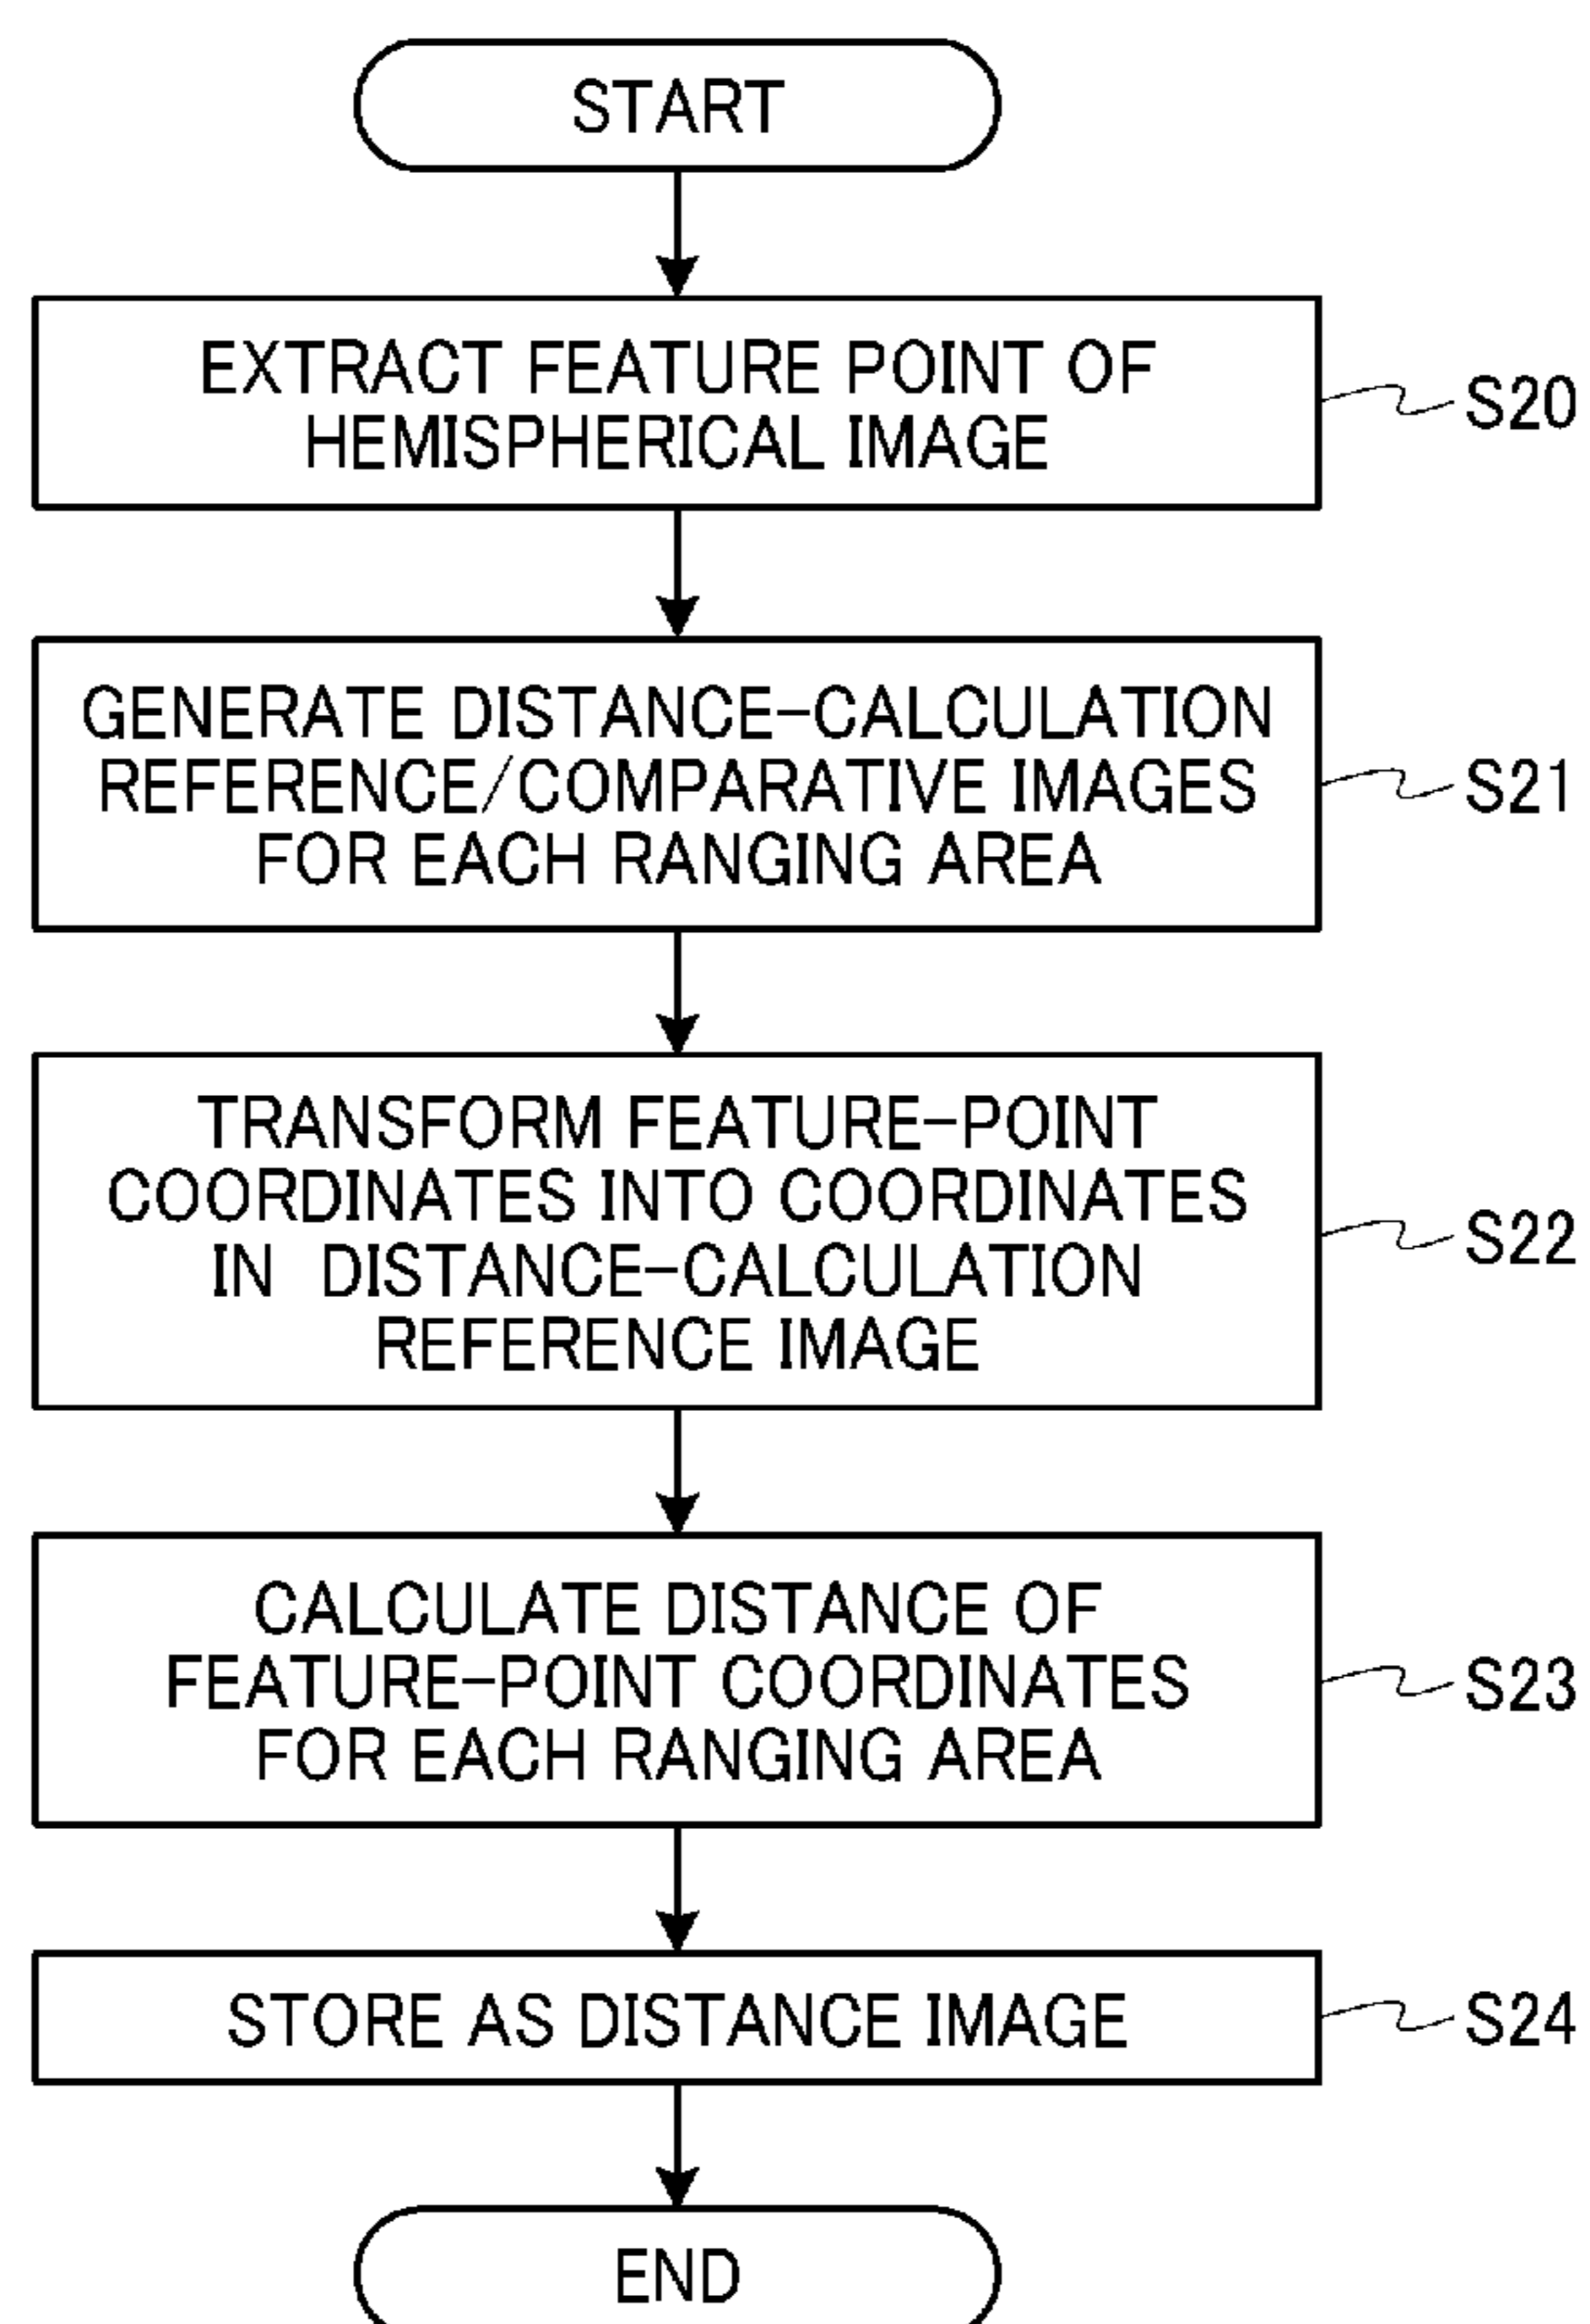 START
EXTRACT FEATURE POINT OF
HEMISPHERICAL IMAGE
S20
GENERATE DISTANCE-CALCULATION
REFERENCE/COMPARATIVE IMAGES
FOR EACH RANGING AREA
S21
TRANSFORM FEATURE-POINT
COORDINATES INTO COORDINATES
IN DISTANCE-CALCULATION
REFERENCE IMAGE
S22
CALCULATE DISTANCE OF
FEATURE-POINT COORDINATES
FOR EACH RANGING AREA
S23
STORE AS DISTANCE IMAGE
S24
END